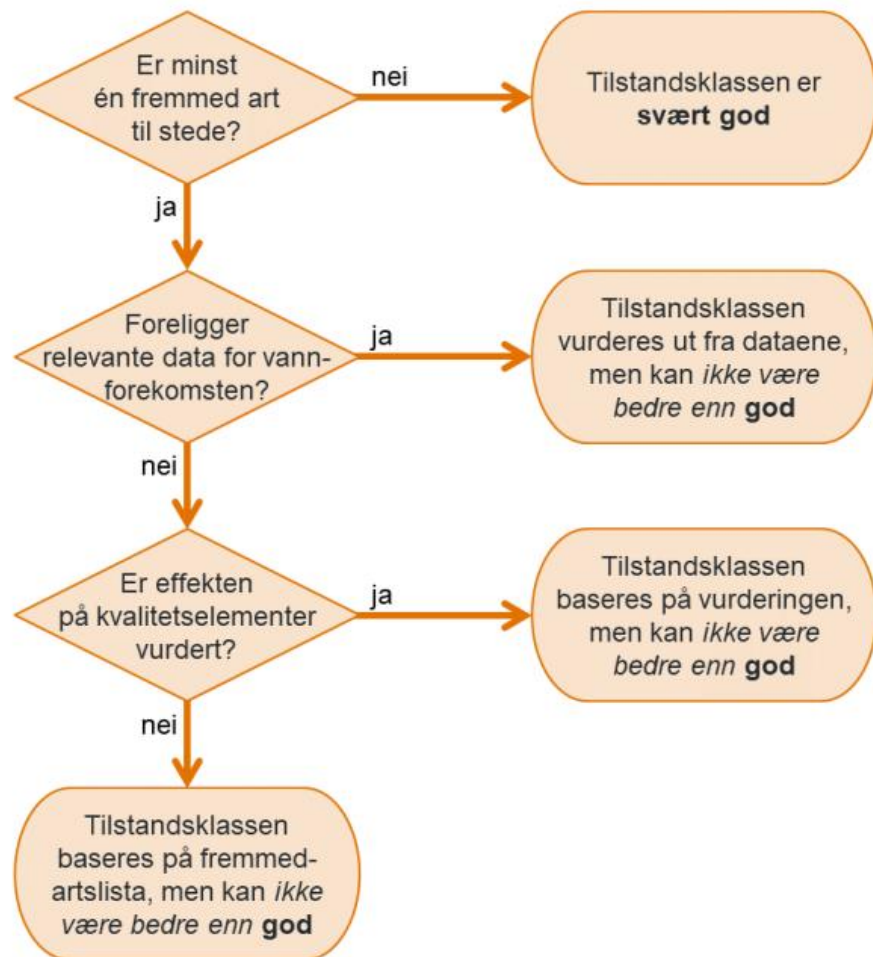 Er minst
én fremmed art
til stede?
nei
Tilstandsklassen er
svært god
ja
Foreligger
relevante data for vann-
forekomsten?
ja
Tilstandsklassen
vurderes ut fra dataene,
men kan ikke være
bedre enn god
nei
Er effekten
på kvalitetselementer
vurdert?
ja
Tilstandsklassen
baseres på vurderingen,
men kan ikke være
bedre enn god
nei
Tilstandsklassen
baseres på fremmed-
artslista, men kan ikke
være bedre enn god